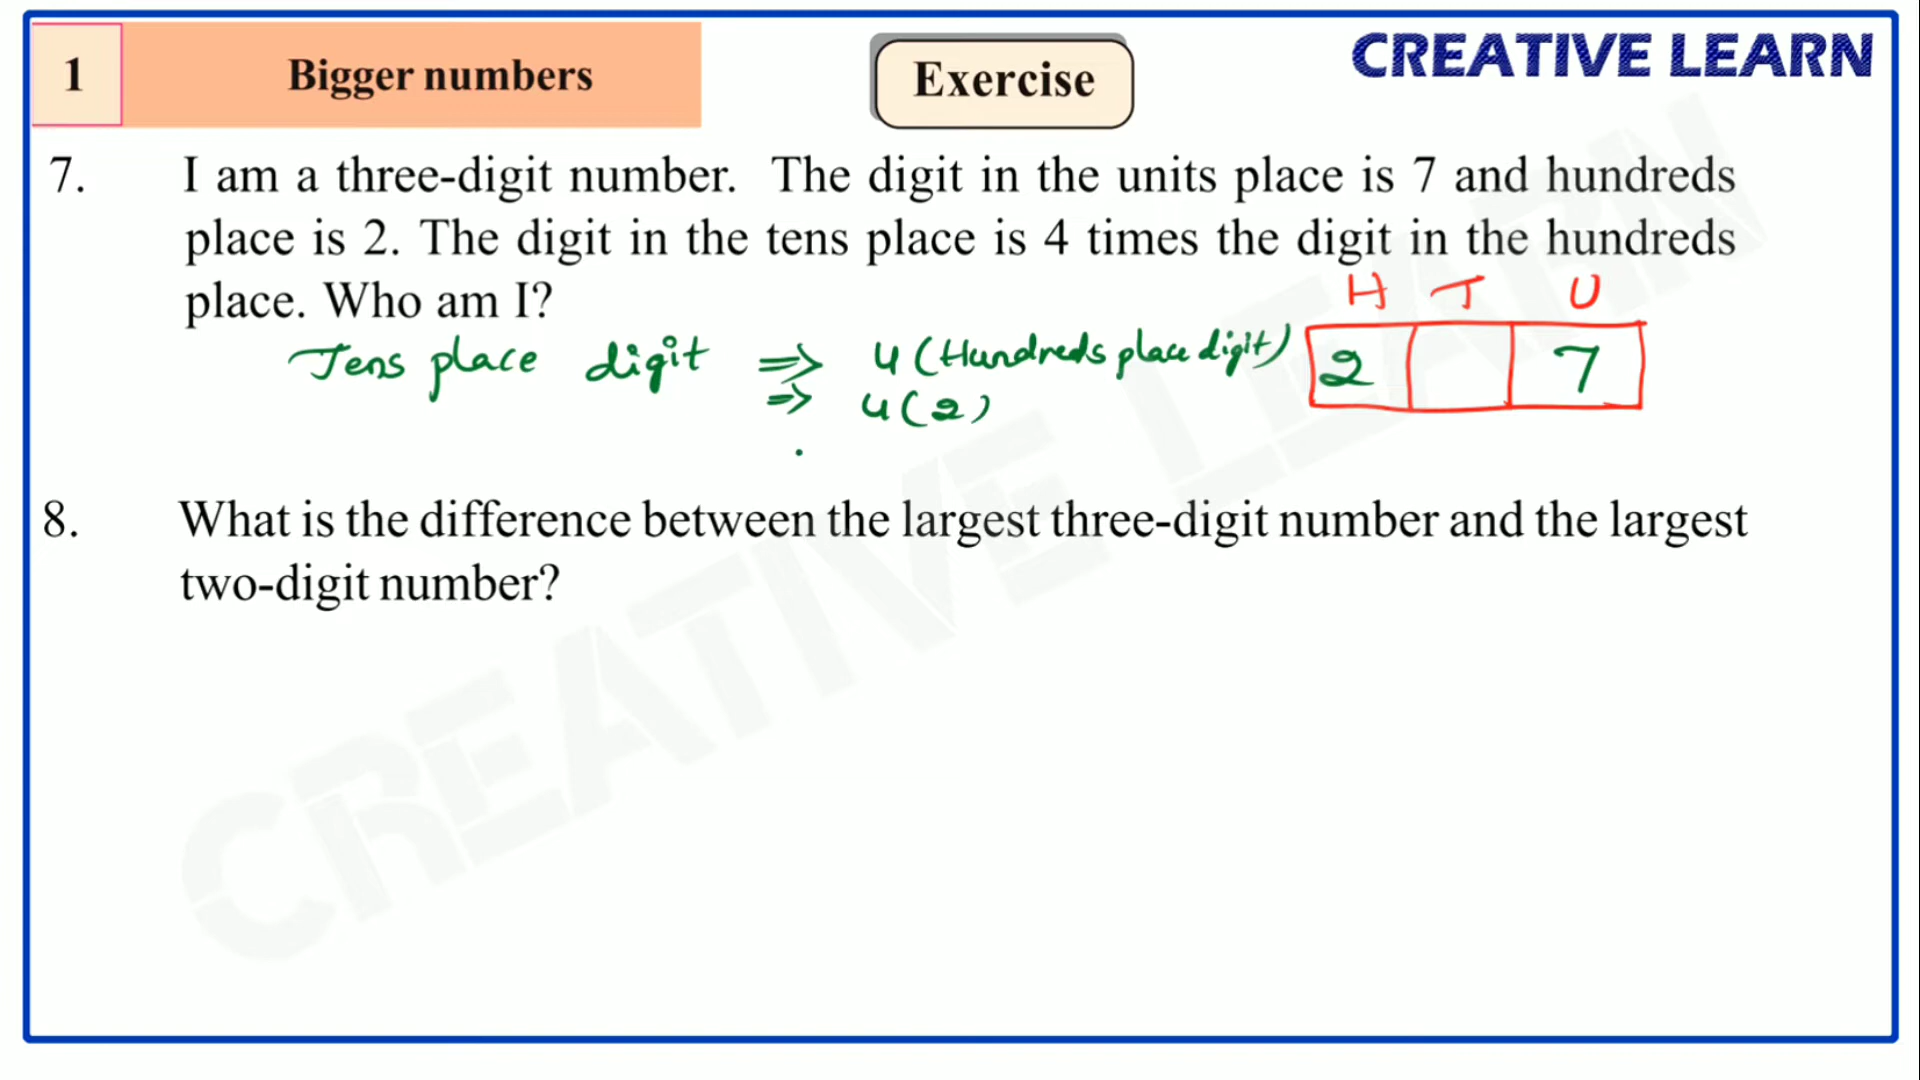 1 Bigger numbers Exercise CREATIVE LEARN
7. I am a three-digit number. The digit in the units place is 7 and hundreds
place is 2. The digit in the tens place is 4 times the digit in the hundreds
place. Who am I?
H T U
Tens place digit ⇒ 4 (Hundreds place digit) 2 7
⇒ 4(2)
8. What is the difference between the largest three-digit number and the largest
two-digit number?
CREATIVE LEARN